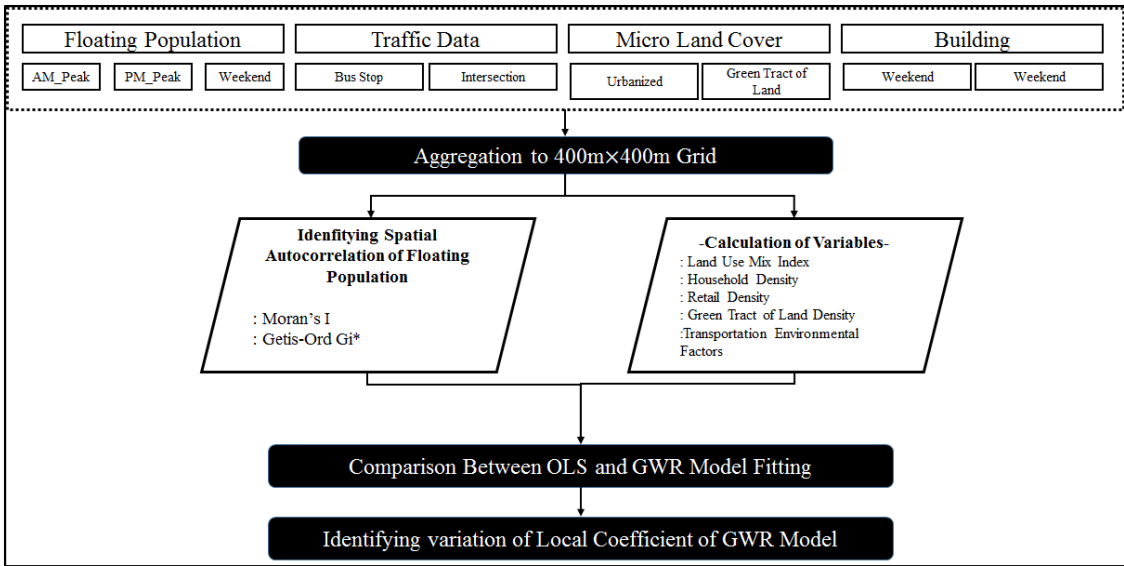 Floating Population
Traffic Data
Micro Land Cover
Building
AM_Peak
PM_Peak
Weekend
Bus Stop
Intersection
Urbanized
Green Tract of
Land
Weekend
Weekend
Aggregation to 400m×400m Grid
Idenfitying Spatial
Autocorrelation of Floating
Population
: Moran's I
: Getis-Ord Gi*
-Calculation of Variables-
: Land Use Mix Index
: Household Density
: Retail Density
: Green Tract of Land Density
:Transportation Environmental
Factors
Comparison Between OLS and GWR Model Fitting
Identifying variation of Local Coefficient of GWR Model